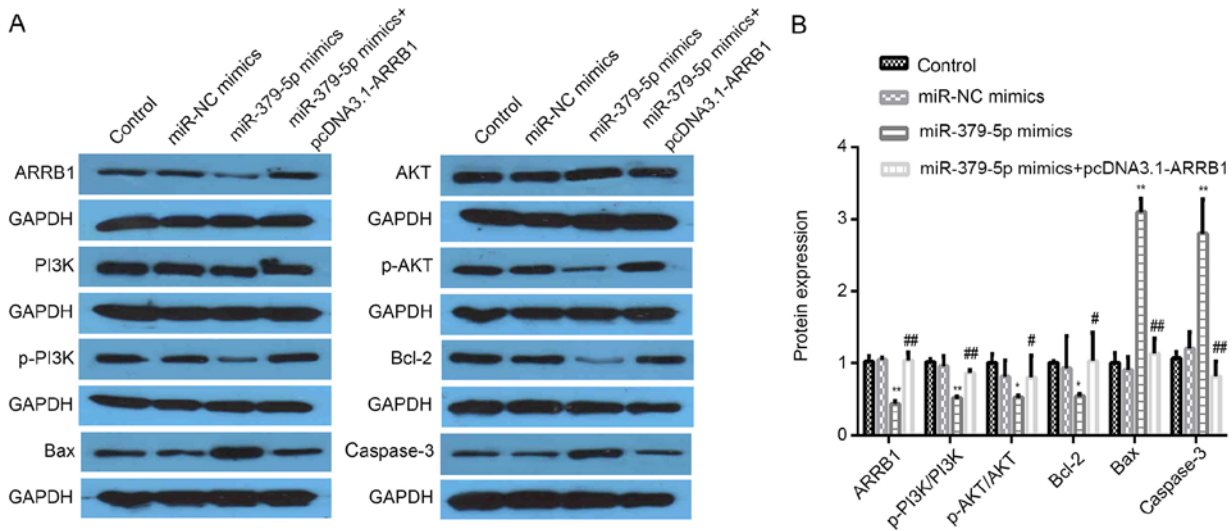 A
Control
miR-NC mimics
miR-379-5p mimics
miR-379-5p mimics+
pcDNA3.1-ARRB1
ARRB1
GAPDH
PI3K
GAPDH
p-PI3K
GAPDH
Bax
GAPDH
Control
miR-NC mimics
miR-379-5p mimics
miR-379-5p mimics+
pcDNA3.1-ARRB1
AKT
GAPDH
p-AKT
GAPDH
Bcl-2
GAPDH
Caspase-3
GAPDH
B
Control
miR-NC mimics
miR-379-5p mimics
miR-379-5p mimics+pcDNA3.1-ARRB1
Protein expression
4
3
2
1
0
** ## ** ## * # * # ** ## ** ##
ARRB1
p-PI3K/PI3K
p-AKT/AKT
Bcl-2
Bax
Caspase-3